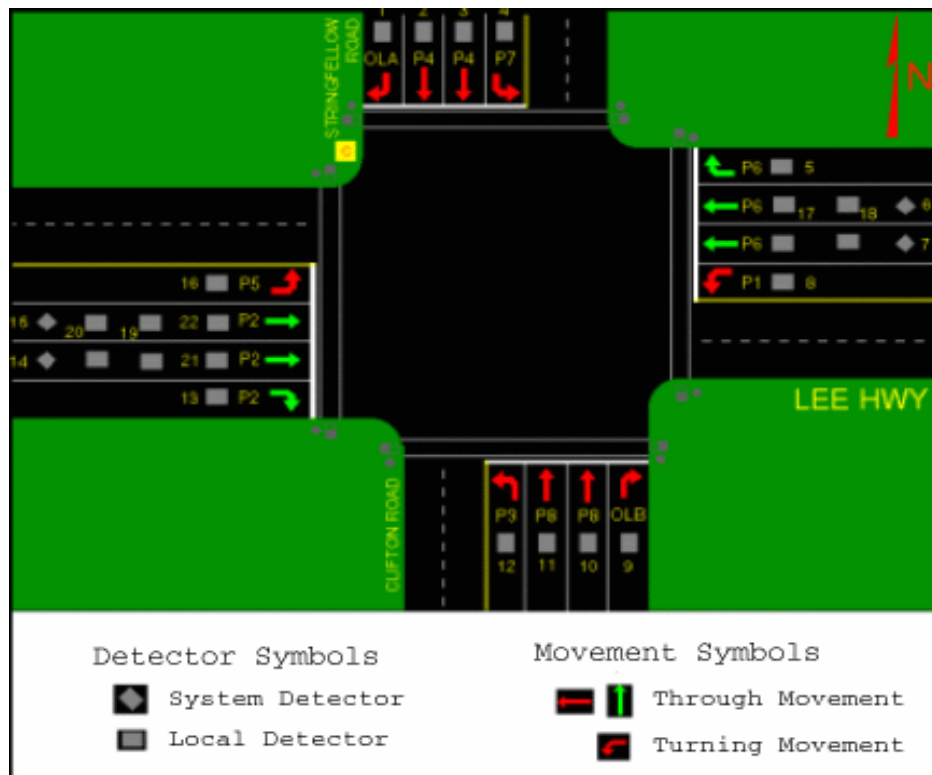 1 2 3 4
STRINGFELLOW
ROAD
OLA P4 P4 P7
N
C
P6 5
P6 17 18 6
P6 7
P1 8
16 P5
15 20 19 22 P2
14 21 P2
13 P2
LEE HWY
CLIFTON ROAD
P3 P8 P8 OLB
12 11 10 9
Detector Symbols
System Detector
Local Detector
Movement Symbols
Through Movement
Turning Movement